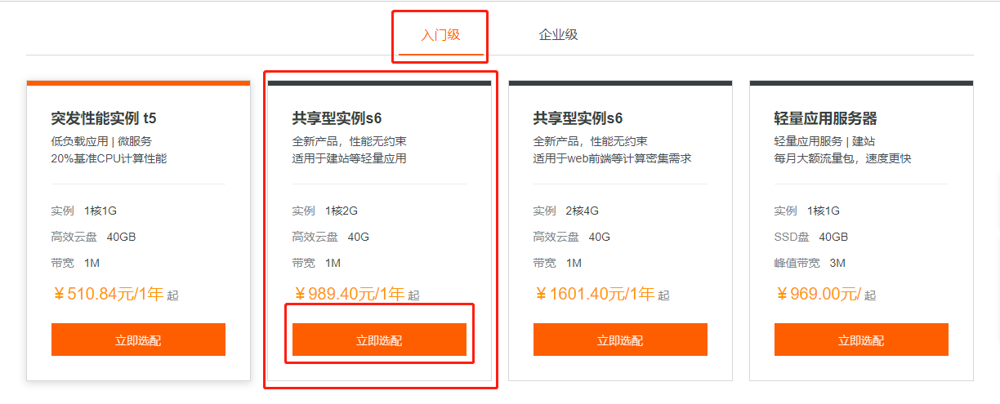 入门级
企业级
突发性能实例 t5
低负载应用 | 微服务
20%基准CPU计算性能
实例 1核1G
高效云盘 40GB
带宽 1M
¥510.84元/1年 起
立即选配
共享型实例s6
全新产品，性能无约束
适用于建站等轻量应用
实例 1核2G
高效云盘 40G
带宽 1M
¥989.40元/1年 起
立即选配
共享型实例s6
全新产品，性能无约束
适用于web前端等计算密集需求
实例 2核4G
高效云盘 40G
带宽 1M
¥1601.40元/1年 起
立即选配
轻量应用服务器
轻量应用服务 | 建站
每月大额流量包，速度更快
实例 1核1G
SSD盘 40GB
峰值带宽 3M
¥969.00元/ 起
立即选配